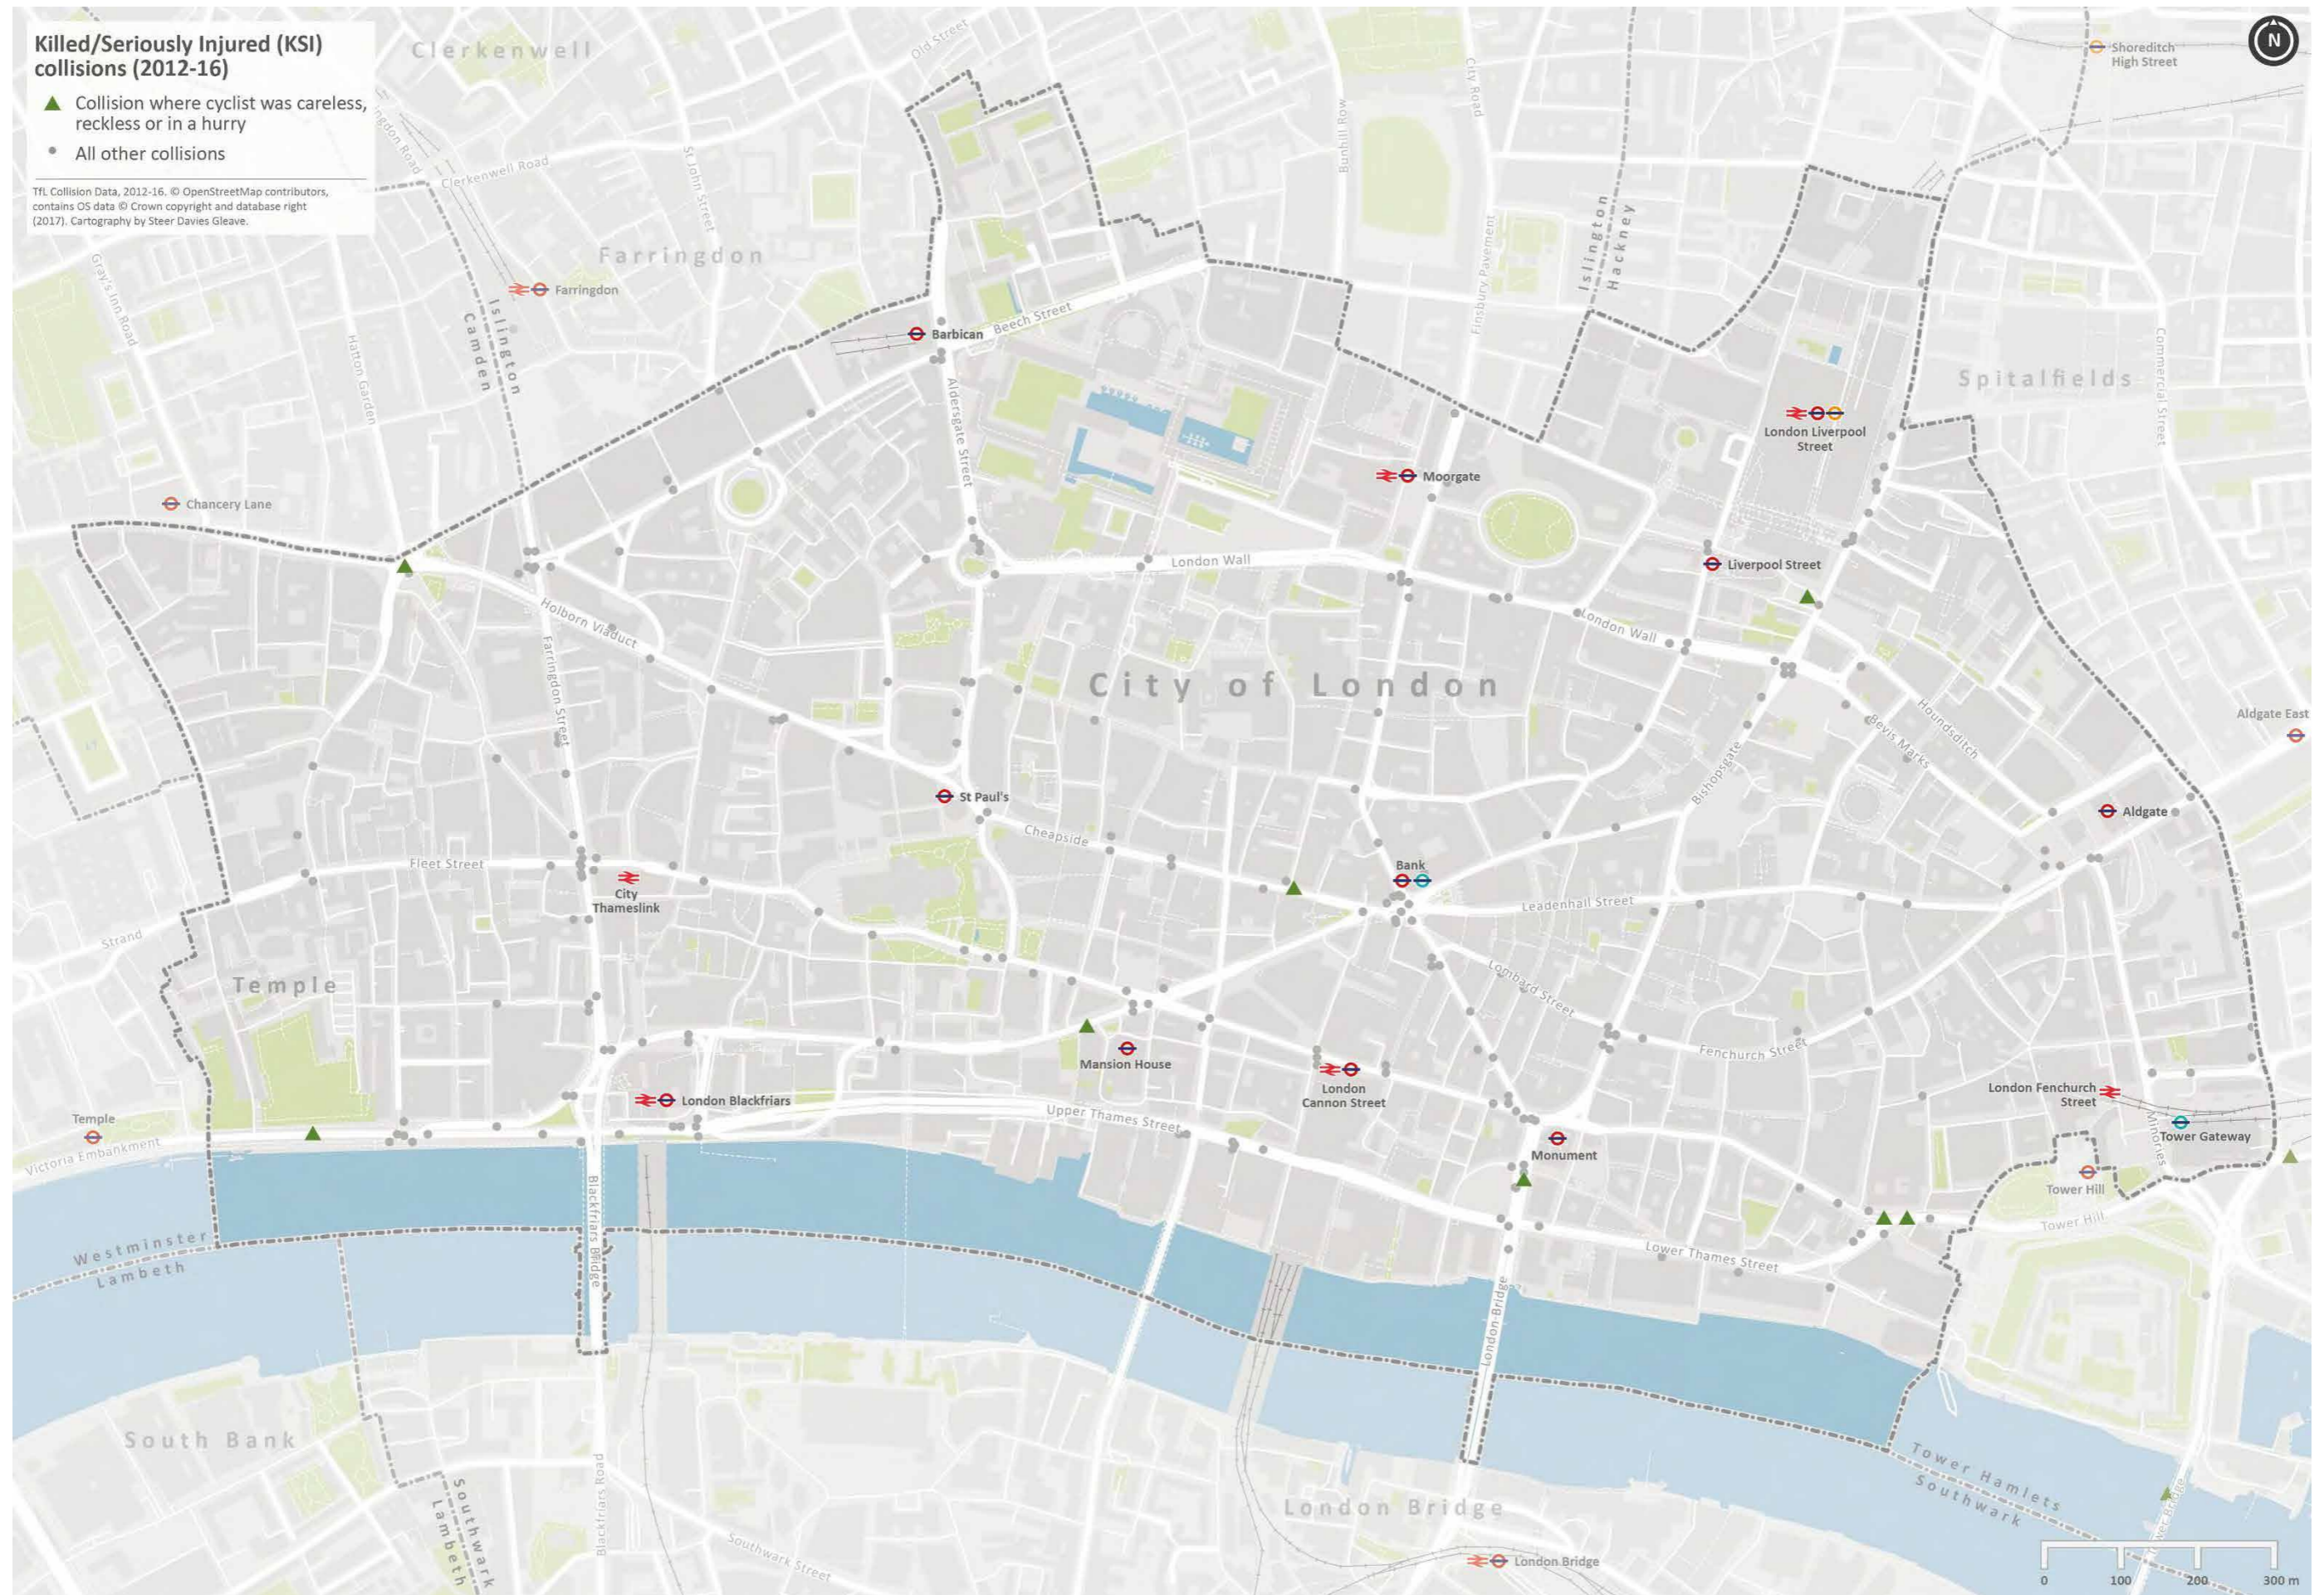 Killed/Seriously Injured (KSI)
collisions (2012-16)
Collision where cyclist was careless,
reckless or in a hurry
All other collisions
TfL Collision Data, 2012-16. © OpenStreetMap contributors,
contains OS data © Crown copyright and database right
(2017). Cartography by Steer Davies Gleave.
N
Clerkenwell
Old Street
City Road
Bunhill Row
Shoreditch
High Street
Clerkenwell Road
St John Street
Farringdon
Farringdon
Gray's Inn Road
Hatton Garden
Camden
Islington
Finsbury Pavement
Islington
Hackney
Barbican
Beech Street
Aldersgate Street
Commercial Street
Spitalfields
London Liverpool
Street
Moorgate
Chancery Lane
London Wall
Liverpool Street
Holborn Viaduct
Farringdon Street
London Wall
City of London
Houndsditch
Bevis Marks
Bishopsgate
Aldgate East
St Paul's
Aldgate
Cheapside
Fleet Street
Bank
City
Thameslink
Leadenhall Street
Strand
Temple
Lombard Street
Fenchurch Street
Mansion House
London
Cannon Street
London Blackfriars
London Fenchurch
Street
Minories
Tower Gateway
Temple
Victoria Embankment
Upper Thames Street
Monument
Tower Hill
Tower Hill
Blackfriars Bridge
Westminster
Lambeth
Lower Thames Street
London Bridge
South Bank
Blackfriars Road
Southwark
Lambeth
Southwark Street
London Bridge
London Bridge
Tower Hamlets
Southwark
0 100 200 300 m